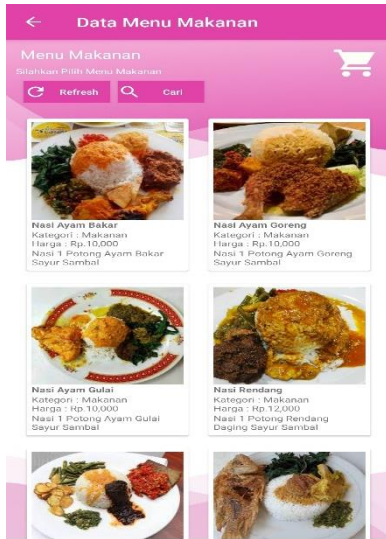 Data Menu Makanan
Menu Makanan
Silahkan Pilih Menu Makanan
Refresh
Cari
Nasi Ayam Bakar
Kategori : Makanan
Harga : Rp.10,000
Nasi 1 Potong Ayam Bakar
Sayur Sambal
Nasi Ayam Goreng
Kategori : Makanan
Harga : Rp.10,000
Nasi 1 Potong Ayam Goreng
Sayur Sambal
Nasi Ayam Gulai
Kategori : Makanan
Harga : Rp.10,000
Nasi 1 Potong Ayam Gulai
Sayur Sambal
Nasi Rendang
Kategori : Makanan
Harga : Rp.12,000
Nasi 1 Potong Rendang
Daging Sayur Sambal